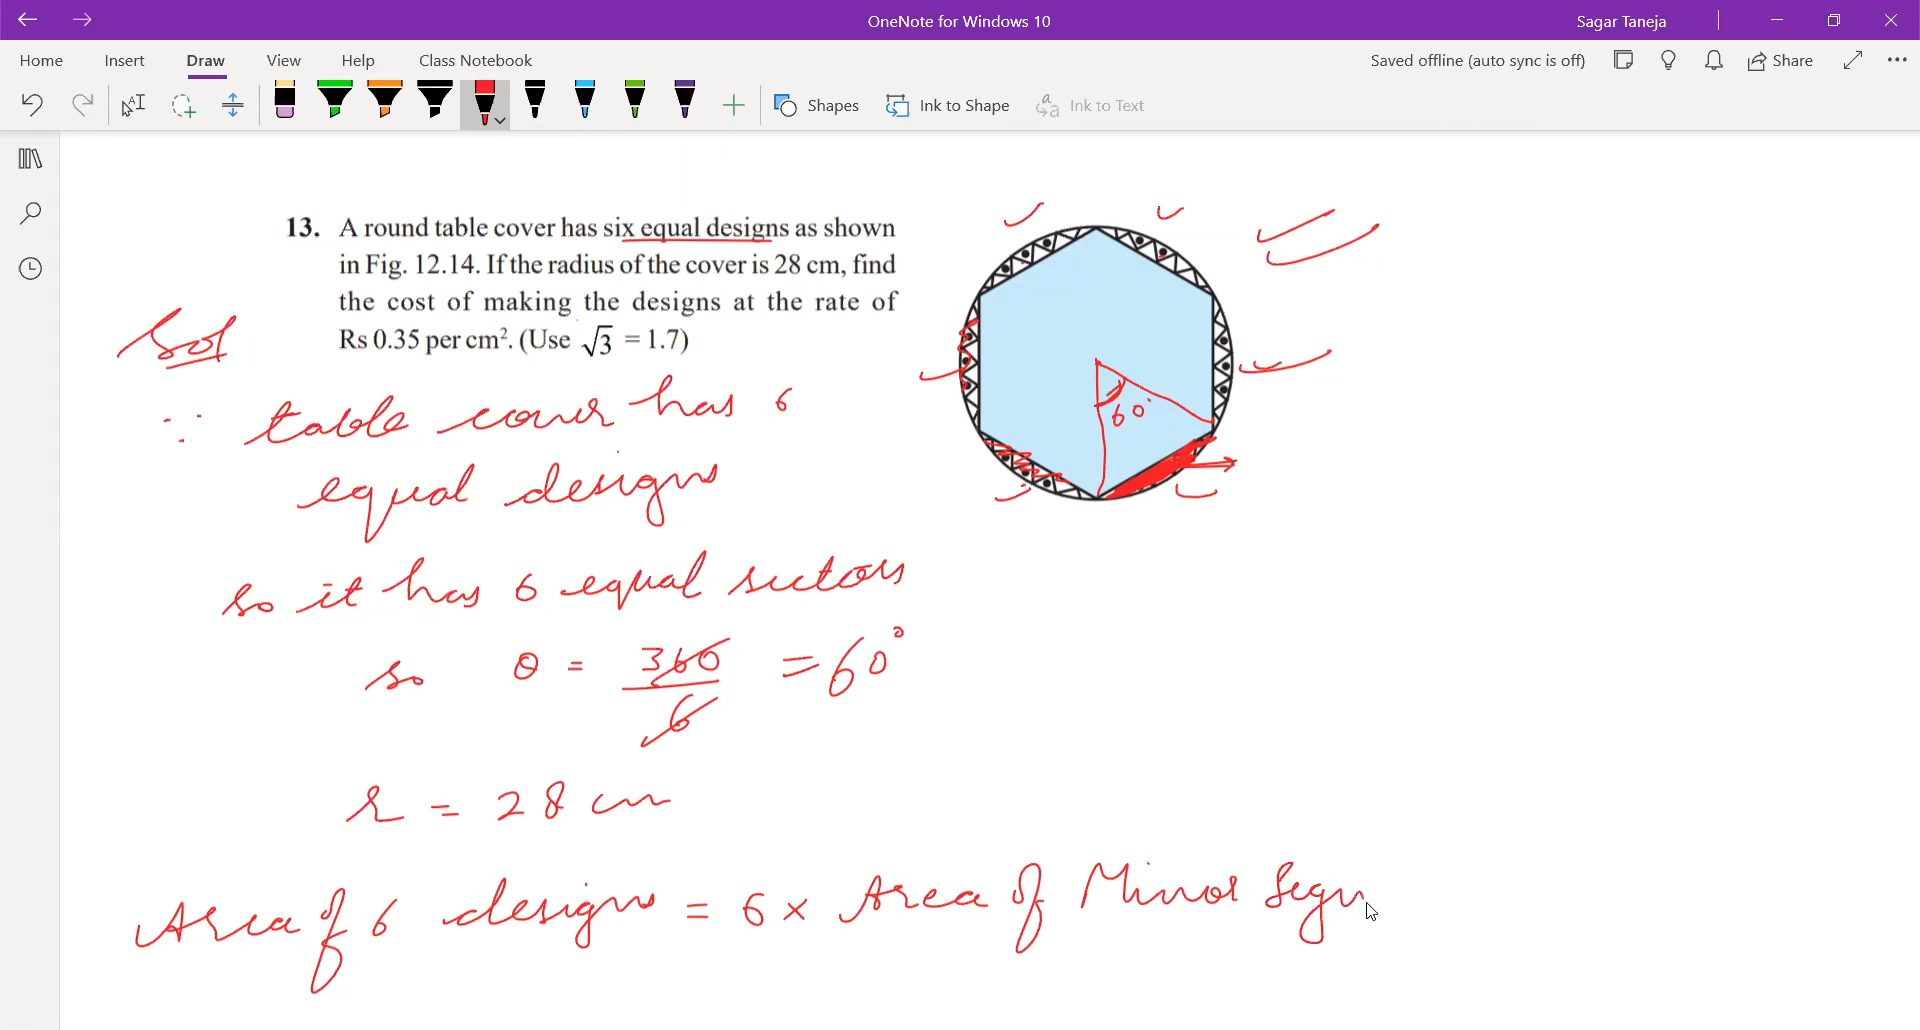 OneNote for Windows 10
Sagar Taneja
Home Insert Draw View Help Class Notebook
Saved offline (auto sync is off) Share
Shapes Ink to Shape Ink to Text
13. A round table cover has six equal designs as shown
in Fig. 12.14. If the radius of the cover is 28 cm, find
the cost of making the designs at the rate of
Rs 0.35 per cm². (Use √3 = 1.7)
Sol
∵ table cover has 6
equal designs
60°
so it has 6 equal sectors
so θ = 360/6 = 60°
r = 28 cm
Area of 6 designs = 6 × Area of Minor Segm